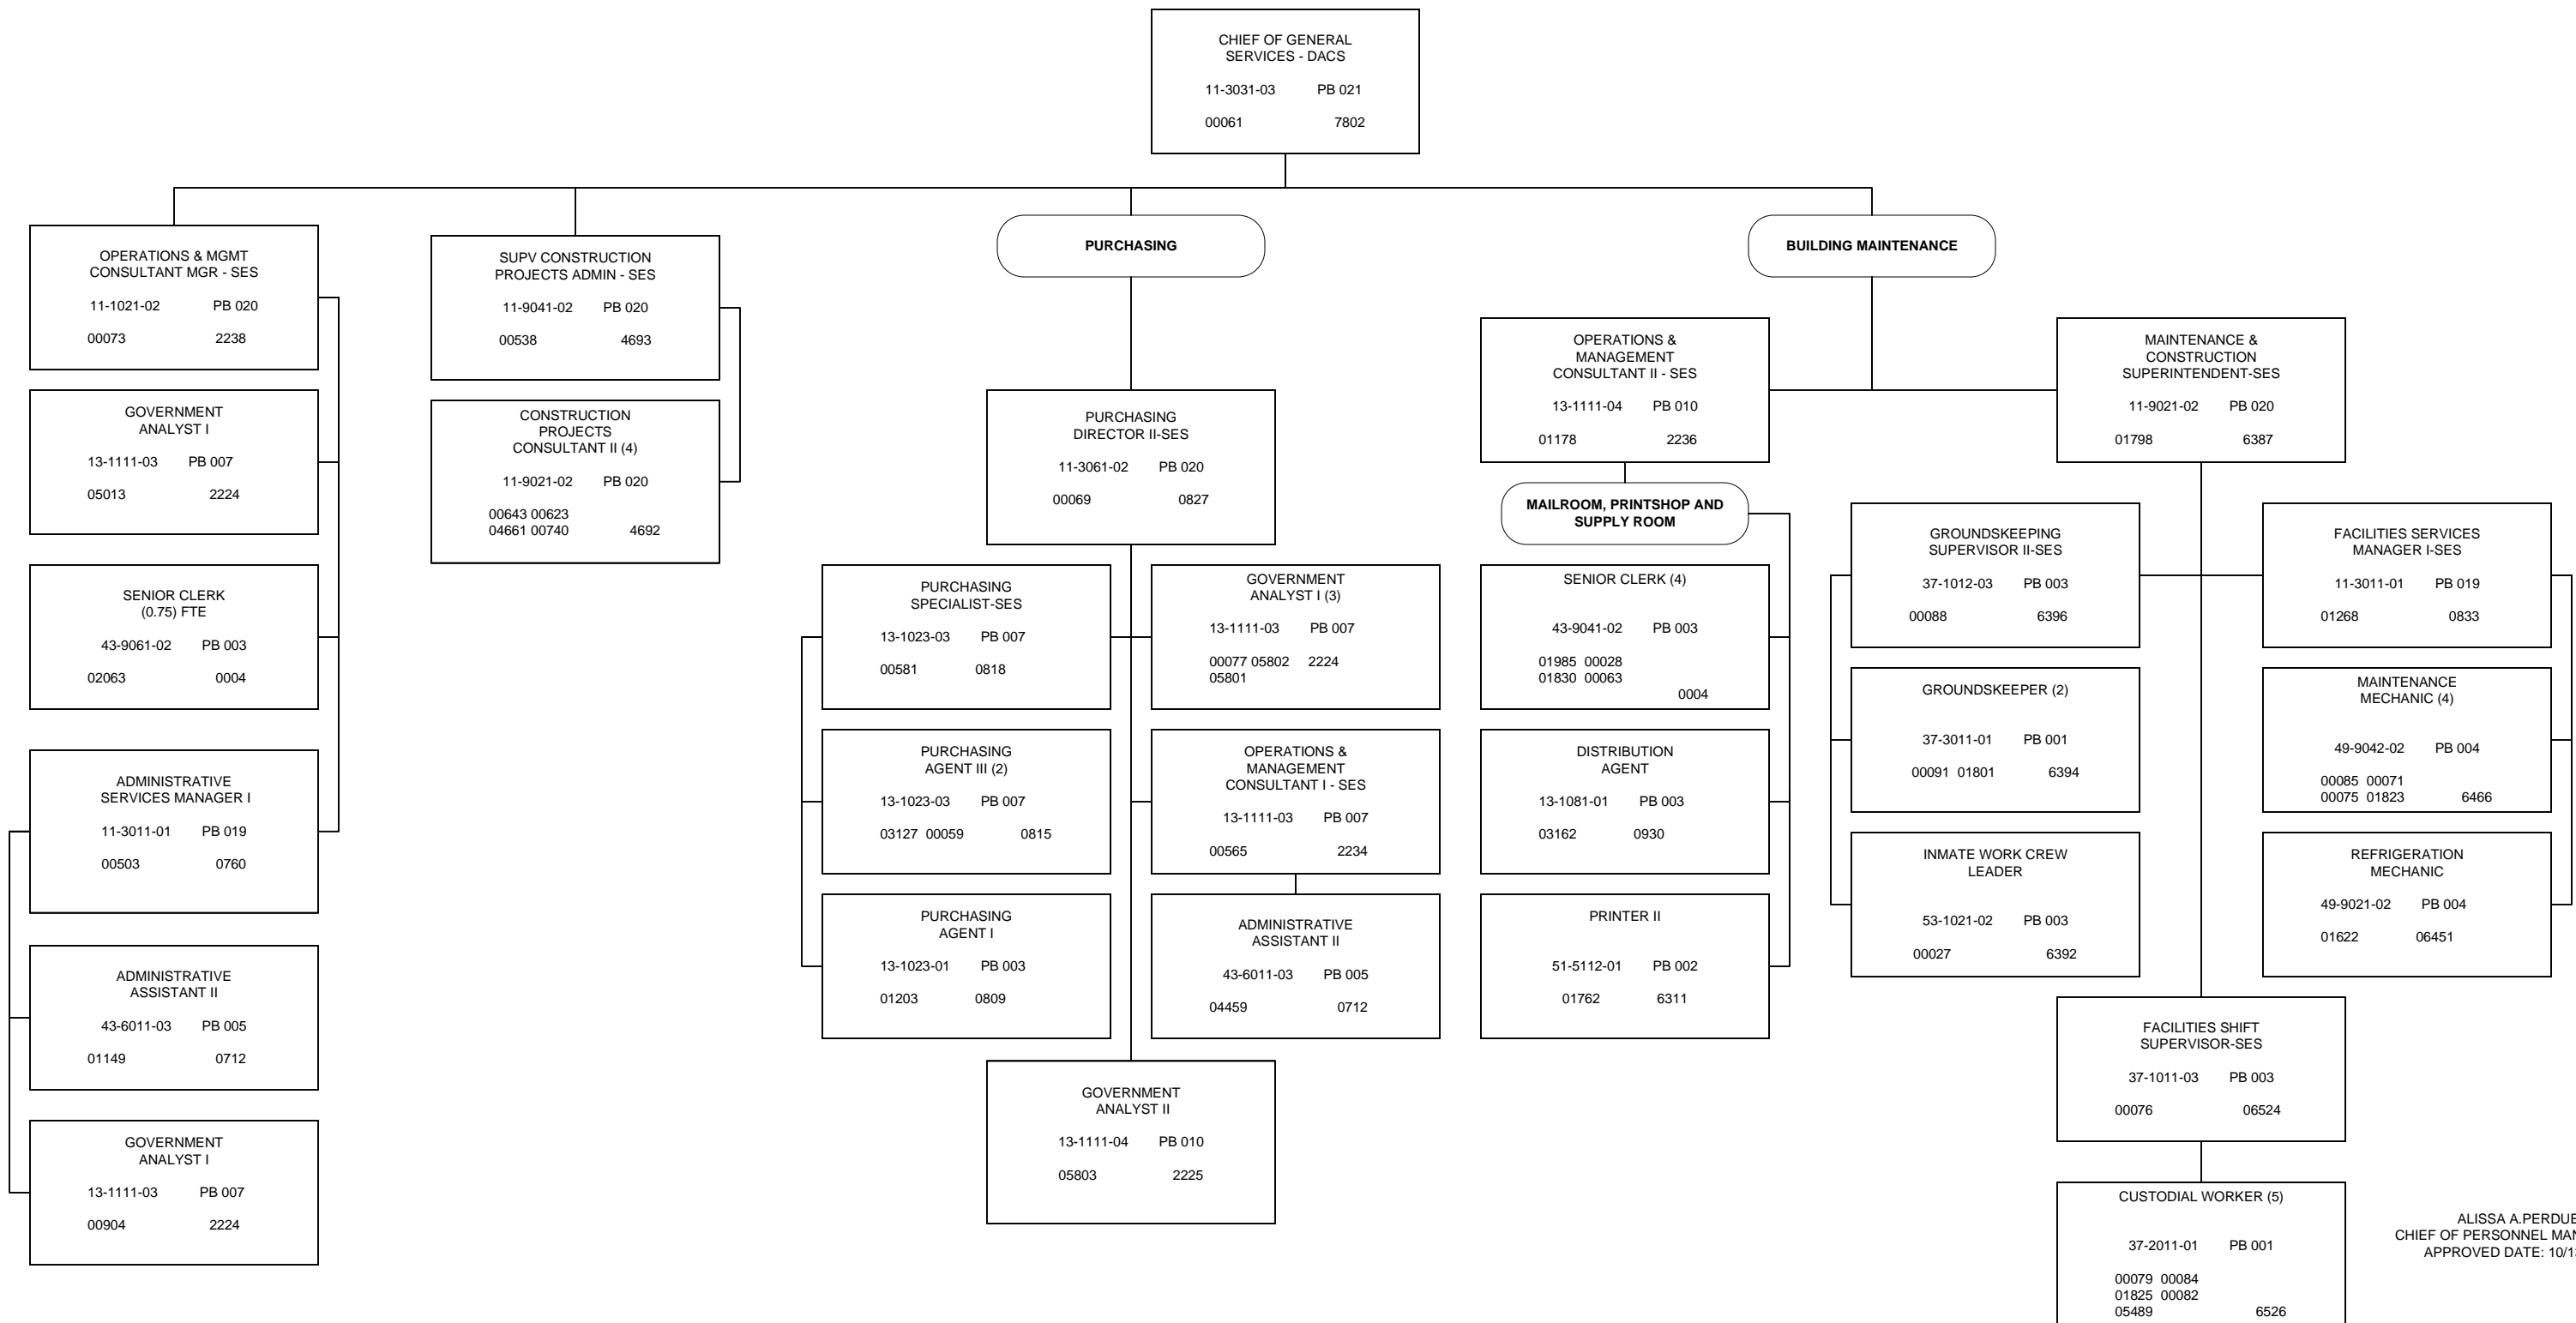 CHIEF OF GENERAL
SERVICES - DACS
11-3031-03 PB 021
00061 7802
OPERATIONS & MGMT
CONSULTANT MGR - SES
11-1021-02 PB 020
00073 2238
GOVERNMENT
ANALYST I
13-1111-03 PB 007
05013 2224
SENIOR CLERK
(0.75) FTE
43-9061-02 PB 003
02063 0004
ADMINISTRATIVE
SERVICES MANAGER I
11-3011-01 PB 019
00503 0760
ADMINISTRATIVE
ASSISTANT II
43-6011-03 PB 005
01149 0712
GOVERNMENT
ANALYST I
13-1111-03 PB 007
00904 2224
SUPV CONSTRUCTION
PROJECTS ADMIN - SES
11-9041-02 PB 020
00538 4693
CONSTRUCTION
PROJECTS
CONSULTANT II (4)
11-9021-02 PB 020
00643 00623
04661 00740 4692
PURCHASING
PURCHASING
DIRECTOR II-SES
11-3061-02 PB 020
00069 0827
PURCHASING
SPECIALIST-SES
13-1023-03 PB 007
00581 0818
PURCHASING
AGENT III (2)
13-1023-03 PB 007
03127 00059 0815
PURCHASING
AGENT I
13-1023-01 PB 003
01203 0809
GOVERNMENT
ANALYST I (3)
13-1111-03 PB 007
00077 05802 2224
05801
OPERATIONS &
MANAGEMENT
CONSULTANT I - SES
13-1111-03 PB 007
00565 2234
ADMINISTRATIVE
ASSISTANT II
43-6011-03 PB 005
04459 0712
GOVERNMENT
ANALYST II
13-1111-04 PB 010
05803 2225
BUILDING MAINTENANCE
OPERATIONS &
MANAGEMENT
CONSULTANT II - SES
13-1111-04 PB 010
01178 2236
MAILROOM, PRINTSHOP AND
SUPPLY ROOM
SENIOR CLERK (4)
43-9041-02 PB 003
01985 00028
01830 00063
0004
DISTRIBUTION
AGENT
13-1081-01 PB 003
03162 0930
PRINTER II
51-5112-01 PB 002
01762 6311
MAINTENANCE &
CONSTRUCTION
SUPERINTENDENT-SES
11-9021-02 PB 020
01798 6387
GROUNDSKEEPING
SUPERVISOR II-SES
37-1012-03 PB 003
00088 6396
GROUNDSKEEPER (2)
37-3011-01 PB 001
00091 01801 6394
INMATE WORK CREW
LEADER
53-1021-02 PB 003
00027 6392
FACILITIES SERVICES
MANAGER I-SES
11-3011-01 PB 019
01268 0833
MAINTENANCE
MECHANIC (4)
49-9042-02 PB 004
00085 00071
00075 01823 6466
REFRIGERATION
MECHANIC
49-9021-02 PB 004
01622 06451
FACILITIES SHIFT
SUPERVISOR-SES
37-1011-03 PB 003
00076 06524
CUSTODIAL WORKER (5)
37-2011-01 PB 001
00079 00084
01825 00082
05489 6526
ALISSA A.PERDUE
CHIEF OF PERSONNEL MAN
APPROVED DATE: 10/1